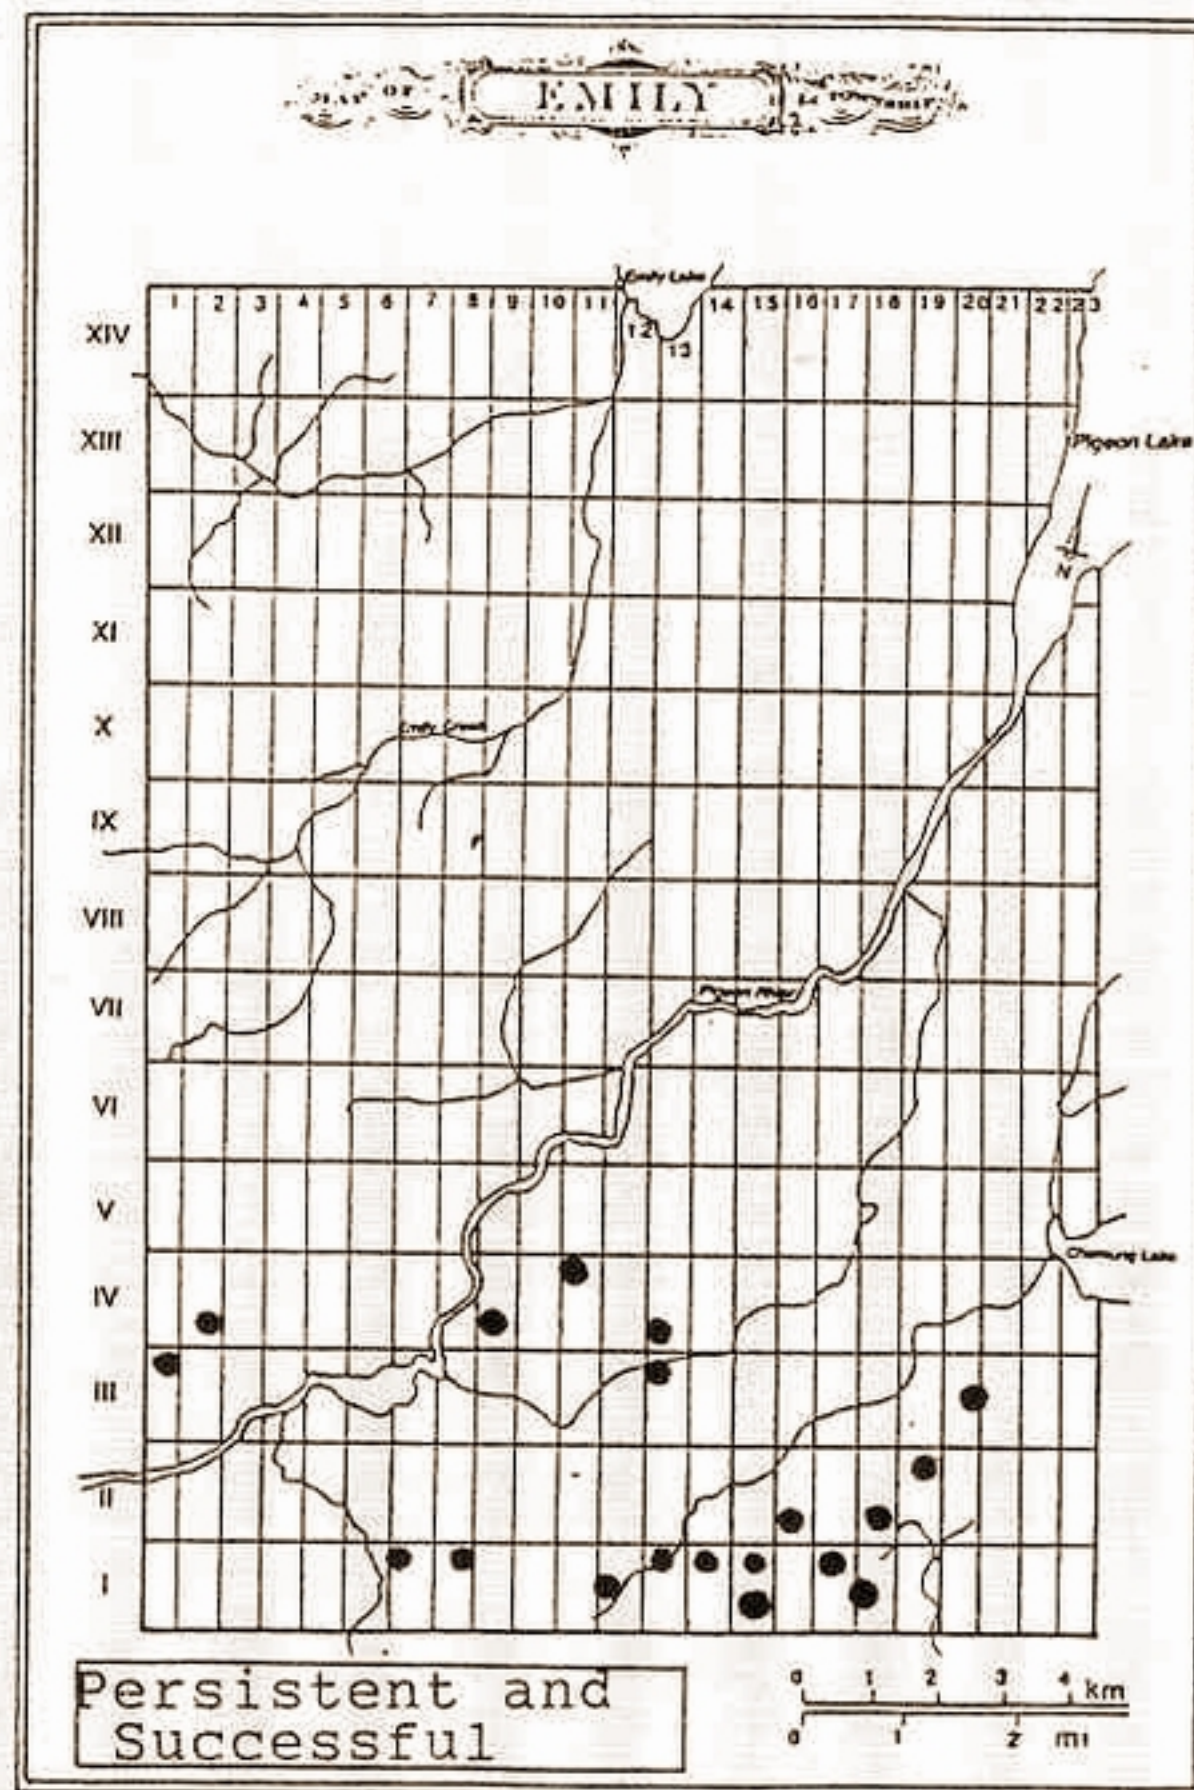 MAP OF EMILY TOWNSHIP
Emily Lake
1 2 3 4 5 6 7 8 9 10 11 12 13 14 15 16 17 18 19 20 21 22 23
XIV
XIII
Pigeon Lake
XII
N
XI
X
Emily Creek
IX
VIII
VII
Pigeon River
VI
V
Chemung Lake
IV
III
II
I
Persistent and
Successful
0 1 2 3 4 km
0 1 2 mi